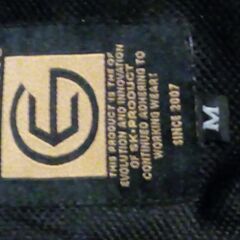 THIS PRODUCT IS THE OF
EVOLUTION AND INNOVATION
OF SK-PRODUCT
CONTINUED ADHERING TO
WORKING WEAR!
SINCE 2007
M